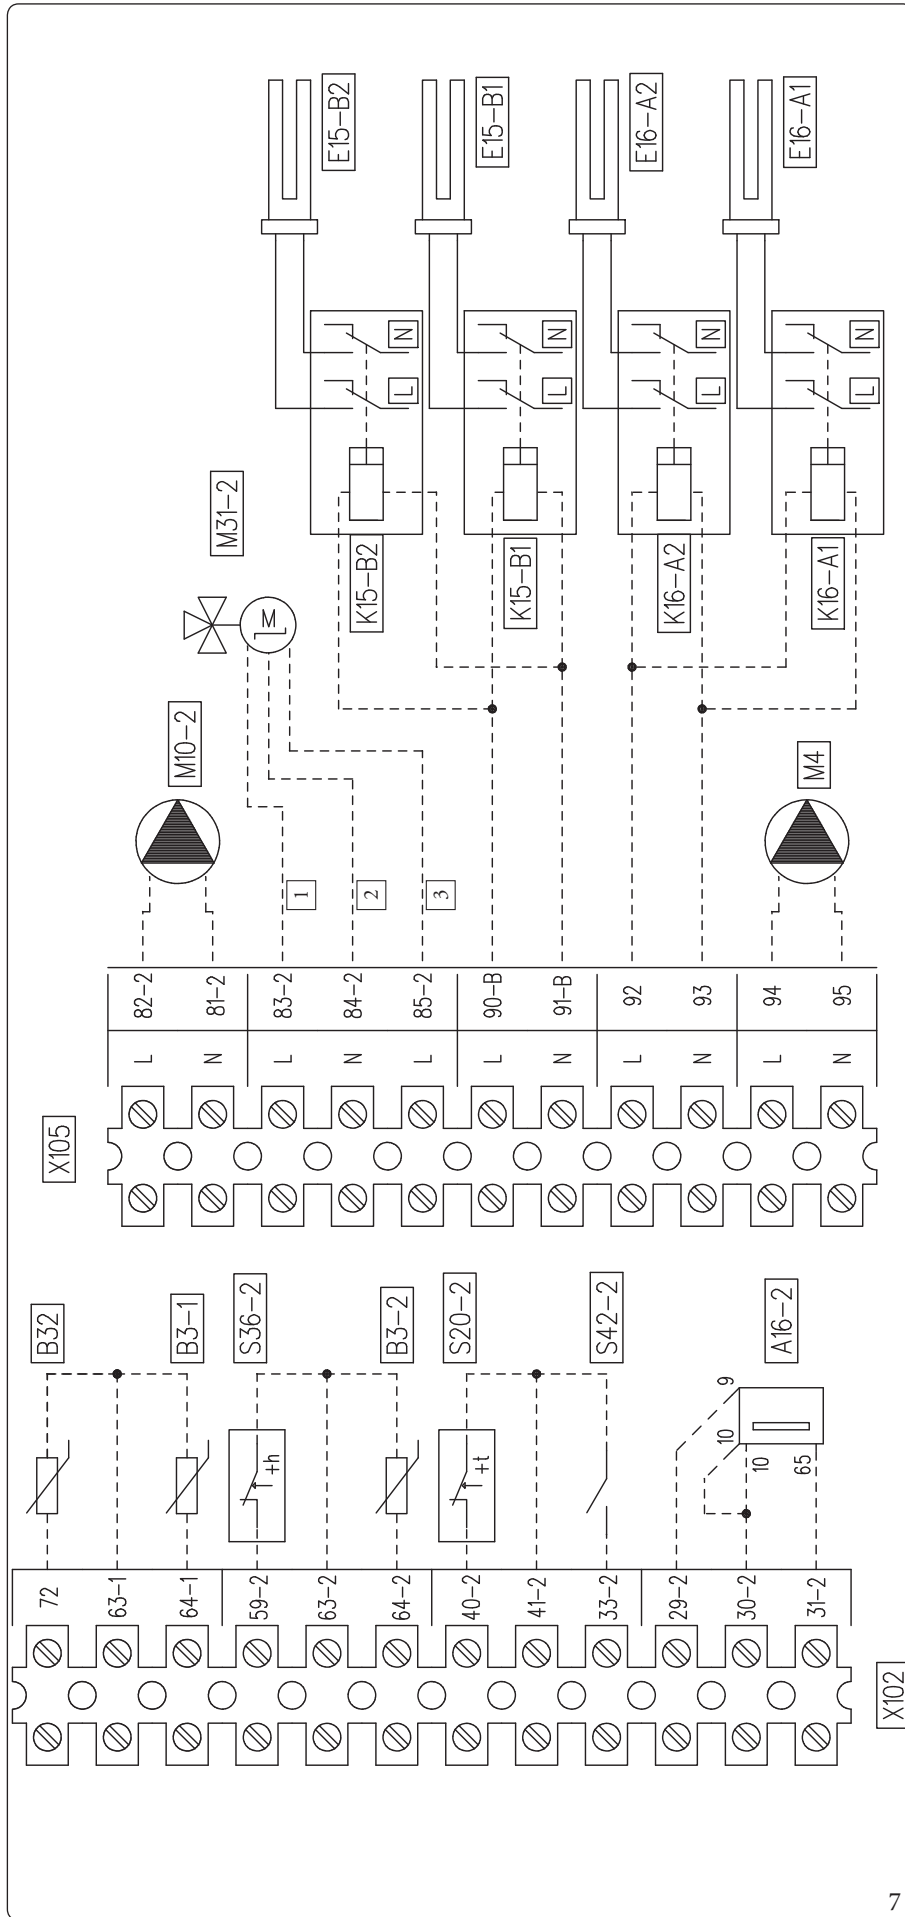 E15-B2
E15-B1
E16-A2
E16-A1
L
N
L
N
L
N
L
N
K15-B2
K15-B1
K16-A2
K16-A1
M31-2
M
M10-2
M4
1
2
3
82-2
81-2
83-2
84-2
85-2
90-B
91-B
92
93
94
95
L
N
L
N
L
L
N
L
N
L
N
X105
B32
B3-1
S36-2
B3-2
S20-2
S42-2
A16-2
+h
+t
9
10
10
65
72
63-1
64-1
59-2
63-2
64-2
40-2
41-2
33-2
29-2
30-2
31-2
X102
7